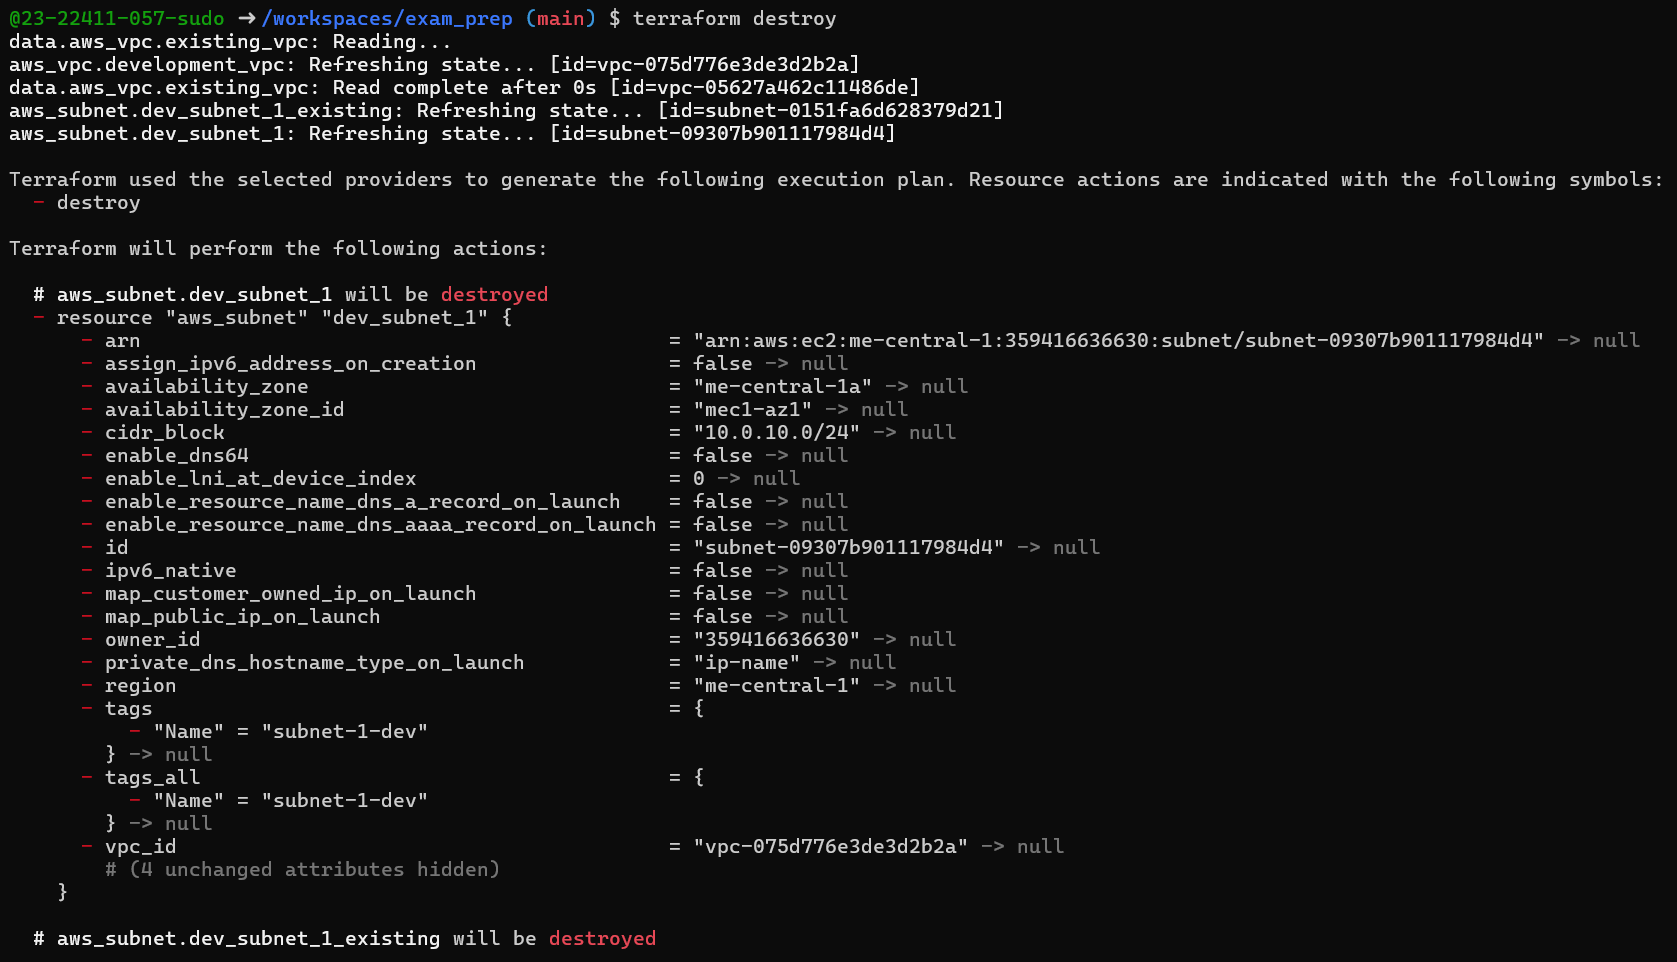 @23-22411-057-sudo ➜ /workspaces/exam_prep (main) $ terraform destroy
data.aws_vpc.existing_vpc: Reading...
aws_vpc.development_vpc: Refreshing state... [id=vpc-075d776e3de3d2b2a]
data.aws_vpc.existing_vpc: Read complete after 0s [id=vpc-05627a462c11486de]
aws_subnet.dev_subnet_1_existing: Refreshing state... [id=subnet-0151fa6d628379d21]
aws_subnet.dev_subnet_1: Refreshing state... [id=subnet-09307b901117984d4]

Terraform used the selected providers to generate the following execution plan. Resource actions are indicated with the following symbols:
  - destroy

Terraform will perform the following actions:

  # aws_subnet.dev_subnet_1 will be destroyed
  - resource "aws_subnet" "dev_subnet_1" {
      - arn                                            = "arn:aws:ec2:me-central-1:359416636630:subnet/subnet-09307b901117984d4" -> null
      - assign_ipv6_address_on_creation                = false -> null
      - availability_zone                              = "me-central-1a" -> null
      - availability_zone_id                           = "mec1-az1" -> null
      - cidr_block                                     = "10.0.10.0/24" -> null
      - enable_dns64                                   = false -> null
      - enable_lni_at_device_index                     = 0 -> null
      - enable_resource_name_dns_a_record_on_launch    = false -> null
      - enable_resource_name_dns_aaaa_record_on_launch = false -> null
      - id                                             = "subnet-09307b901117984d4" -> null
      - ipv6_native                                    = false -> null
      - map_customer_owned_ip_on_launch                = false -> null
      - map_public_ip_on_launch                        = false -> null
      - owner_id                                       = "359416636630" -> null
      - private_dns_hostname_type_on_launch            = "ip-name" -> null
      - region                                         = "me-central-1" -> null
      - tags                                           = {
          - "Name" = "subnet-1-dev"
        } -> null
      - tags_all                                       = {
          - "Name" = "subnet-1-dev"
        } -> null
      - vpc_id                                         = "vpc-075d776e3de3d2b2a" -> null
        # (4 unchanged attributes hidden)
    }

  # aws_subnet.dev_subnet_1_existing will be destroyed